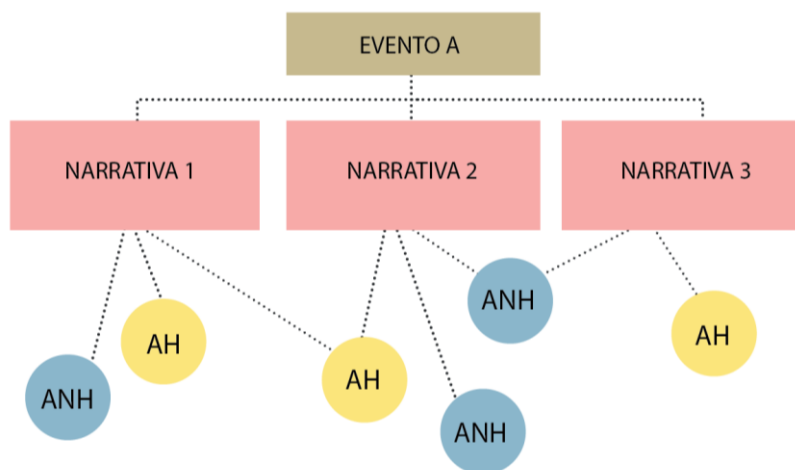 EVENTO A
NARRATIVA 1
NARRATIVA 2
NARRATIVA 3
ANH
AH
AH
ANH
ANH
AH